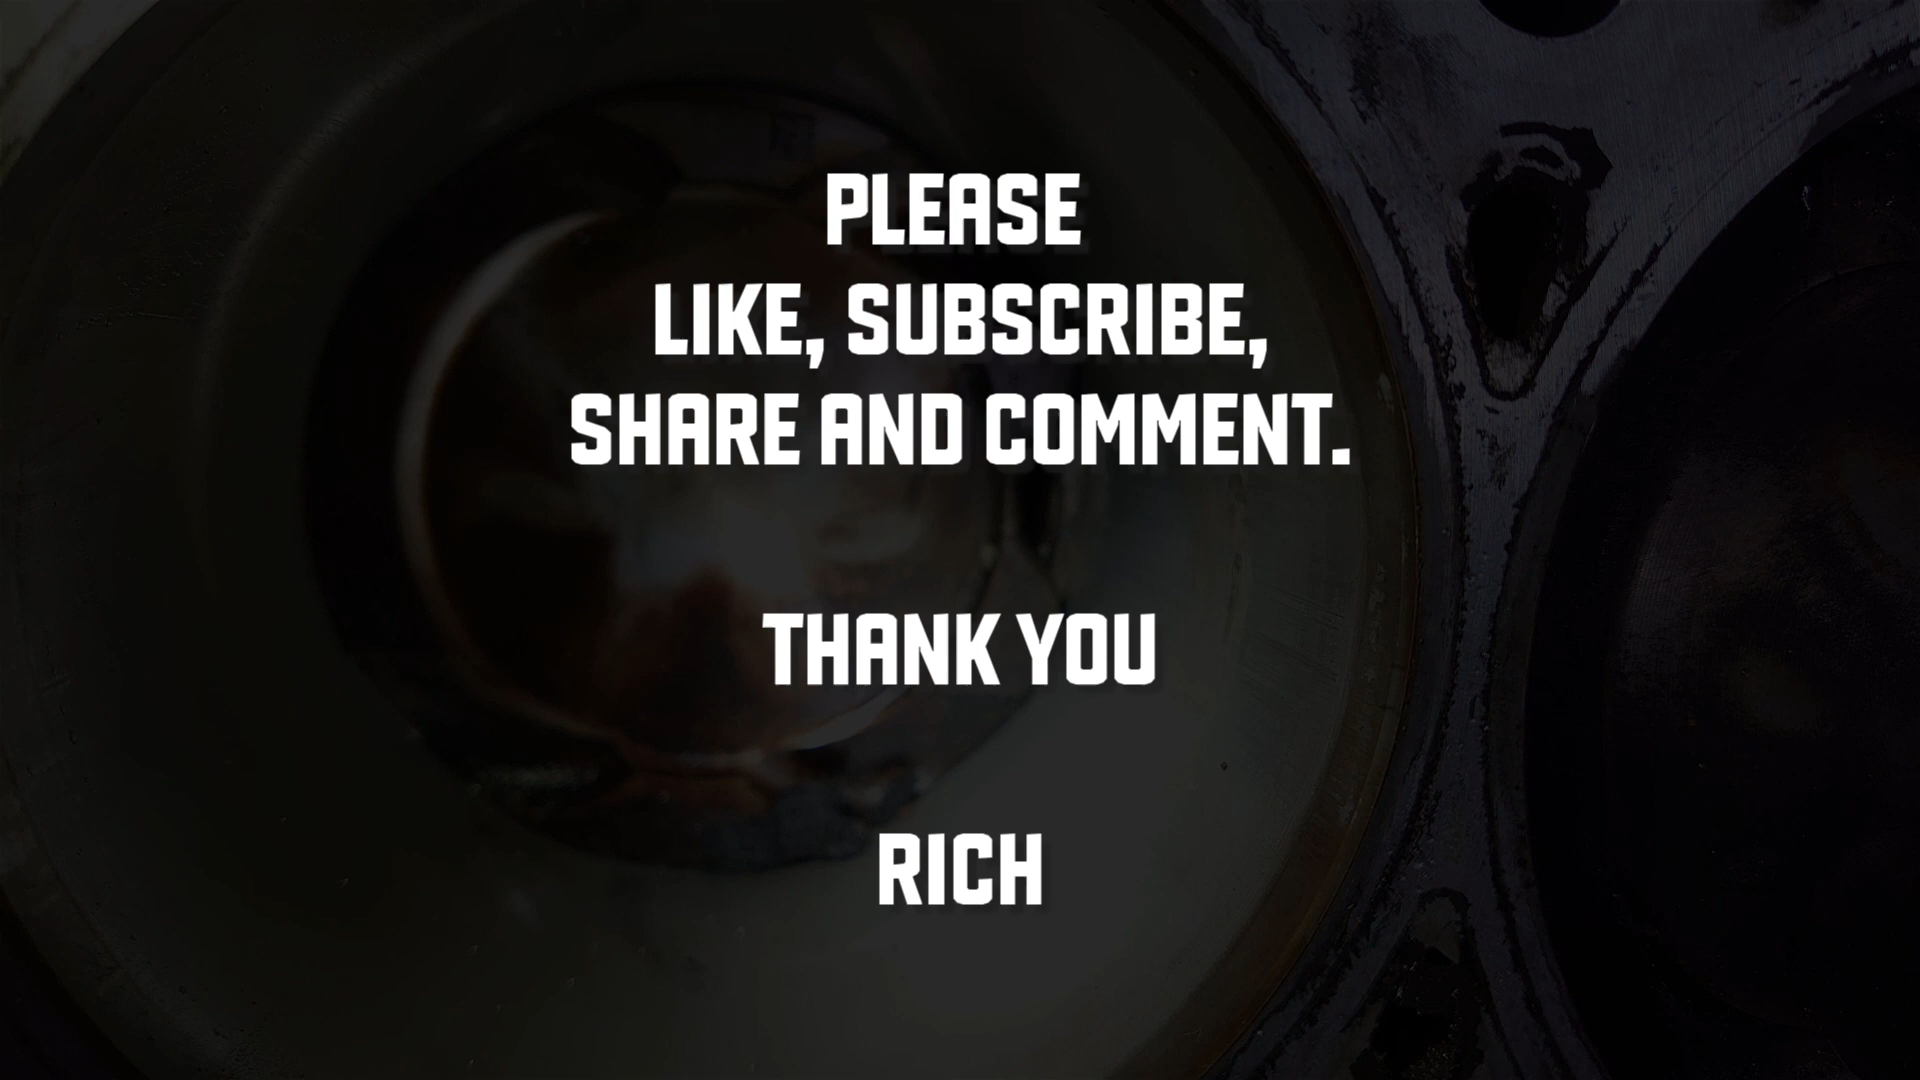 PLEASE
LIKE, SUBSCRIBE,
SHARE AND COMMENT.
THANK YOU
RICH